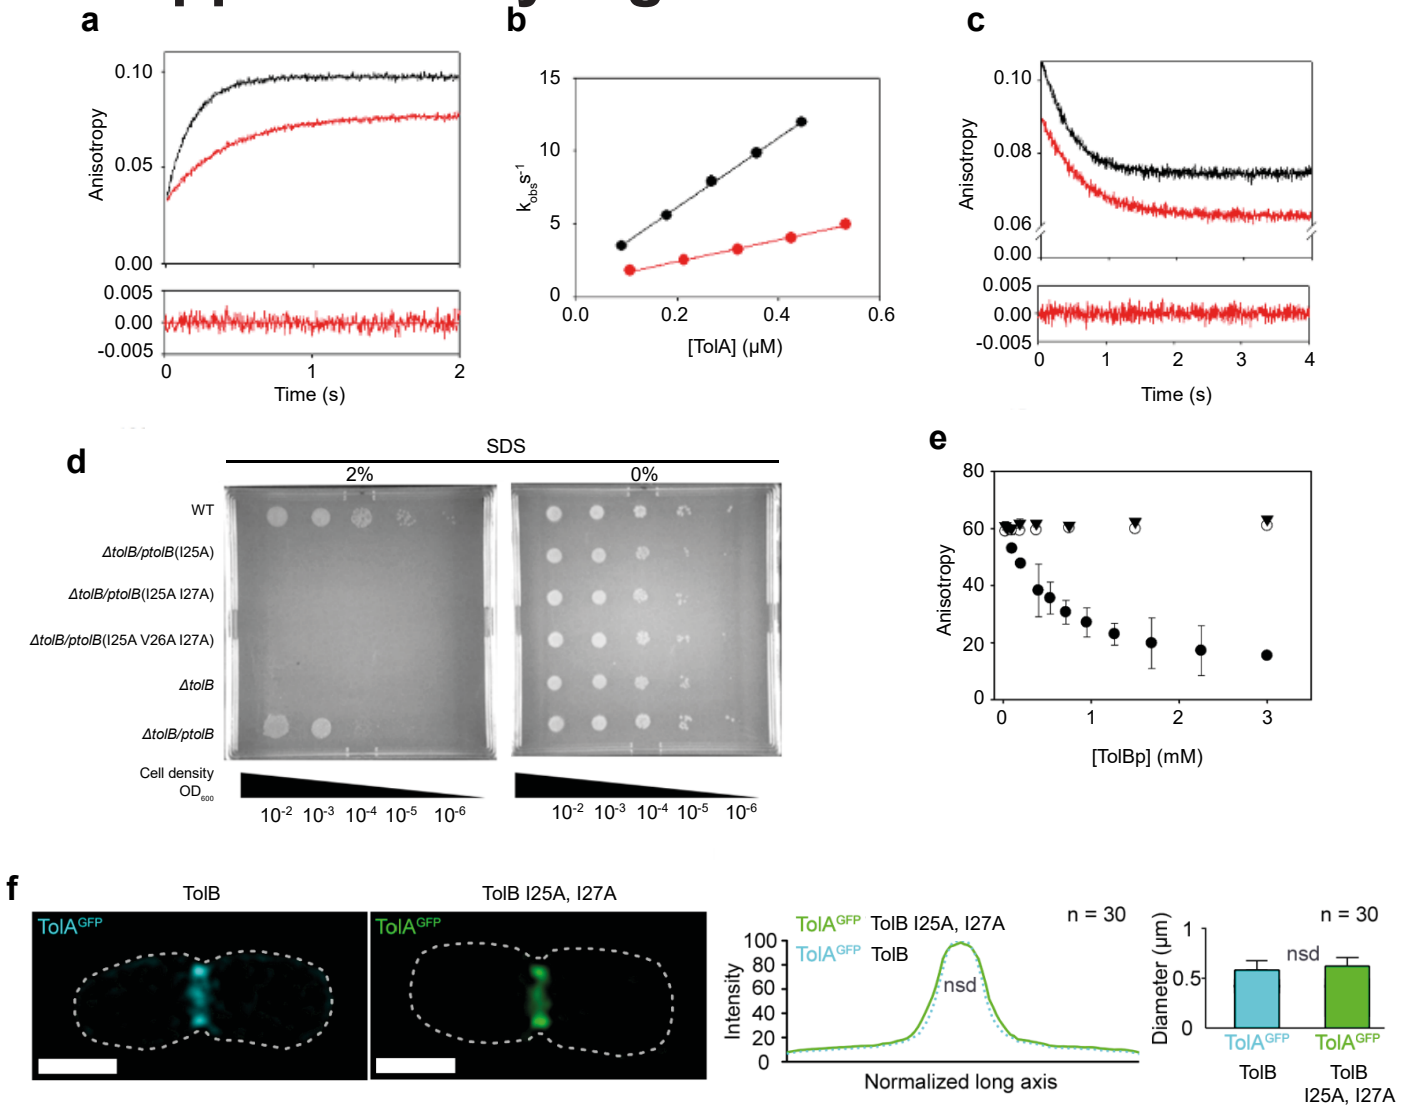 a
Anisotropy
0.10
0.05
0.00
0.005
0.00
-0.005
0
1
2
Time (s)
b
k_obs s⁻¹
15
10
5
0
0.0
0.2
0.4
0.6
[TolA] (µM)
c
Anisotropy
0.10
0.08
0.06
0.00
0.005
0.00
-0.005
0
1
2
3
4
Time (s)
d
SDS
2%
0%
WT
ΔtolB/ptolB(I25A)
ΔtolB/ptolB(I25A I27A)
ΔtolB/ptolB(I25A V26A I27A)
ΔtolB
ΔtolB/ptolB
Cell density
OD₆₀₀
10⁻² 10⁻³ 10⁻⁴ 10⁻⁵ 10⁻⁶
10⁻² 10⁻³ 10⁻⁴ 10⁻⁵ 10⁻⁶
e
Anisotropy
80
60
40
20
0
0
1
2
3
[TolBp] (mM)
f
TolB
TolB I25A, I27A
TolAᴳᶠᴾ
TolAᴳᶠᴾ
TolAᴳᶠᴾ TolB I25A, I27A
n = 30
TolAᴳᶠᴾ TolB
Intensity
100
80
60
40
20
0
nsd
Normalized long axis
n = 30
Diameter (µm)
1
0.5
0
nsd
TolAᴳᶠᴾ
TolAᴳᶠᴾ
TolB
TolB
I25A, I27A